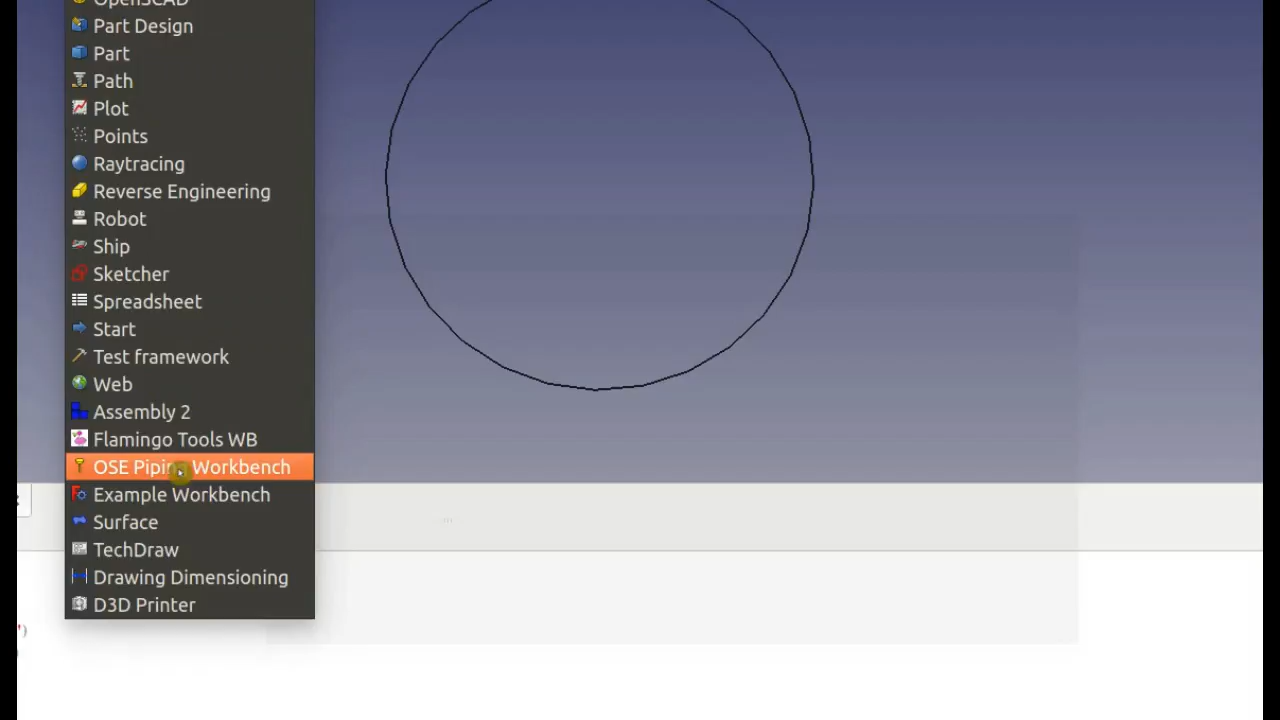 OpenSCAD
Part Design
Part
Path
Plot
Points
Raytracing
Reverse Engineering
Robot
Ship
Sketcher
Spreadsheet
Start
Test framework
Web
Assembly 2
Flamingo Tools WB
OSE Piping Workbench
Example Workbench
Surface
TechDraw
Drawing Dimensioning
D3D Printer
')